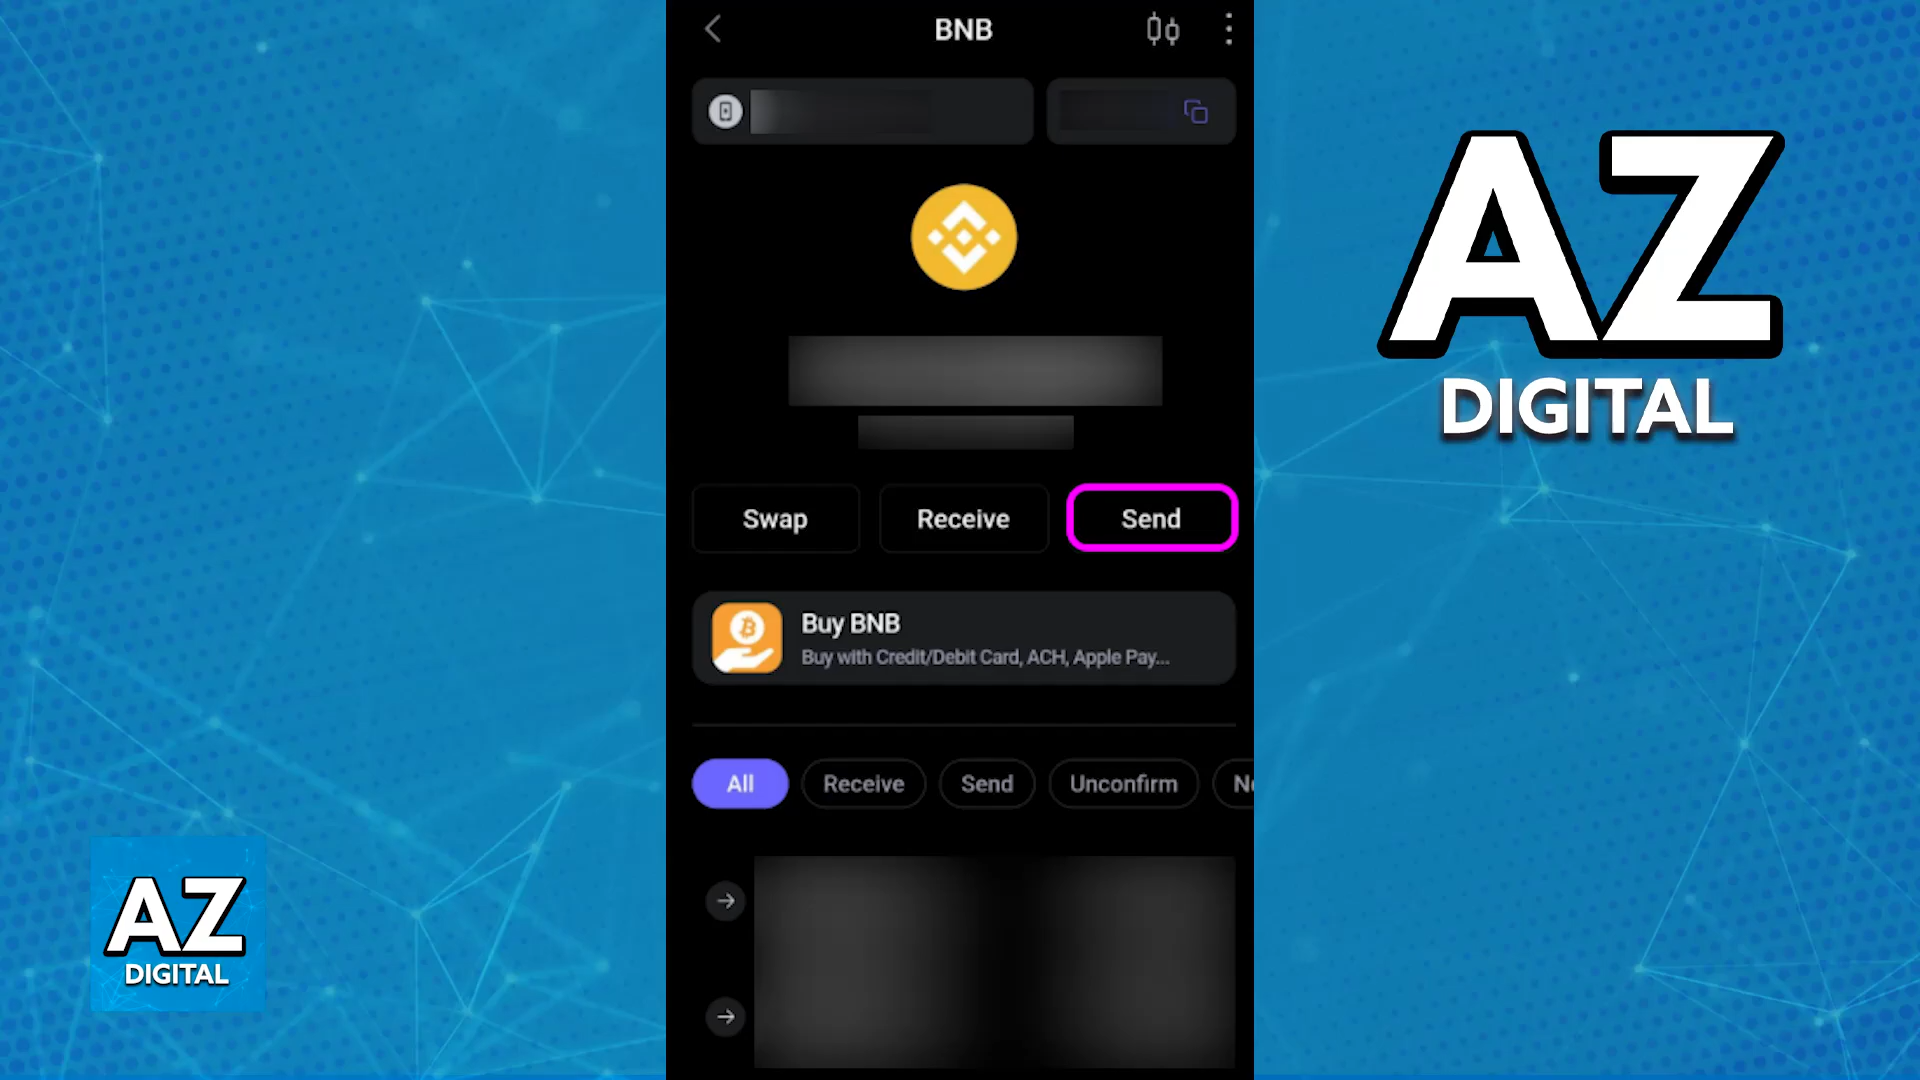 BNB
AZ
DIGITAL
Swap
Receive
Send
Buy BNB
Buy with Credit/Debit Card, ACH, Apple Pay...
All
Receive
Send
Unconfirm
AZ
DIGITAL